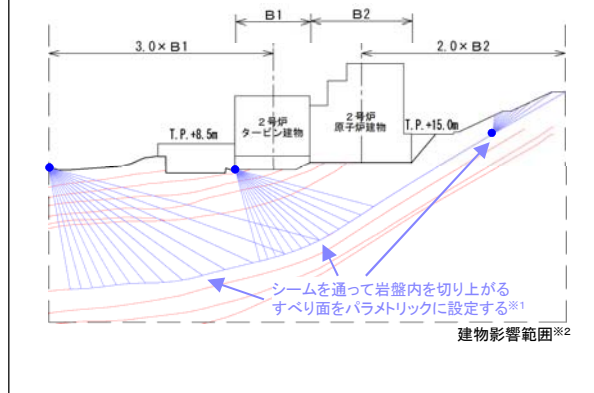 B1
B2
3.0×B1
2.0×B2
T.P.+8.5m
2号炉
タービン建物
2号炉
原子炉建物
T.P.+15.0m
シームを通って岩盤内を切り上がる
すべり面をパラメトリックに設定する※1
建物影響範囲※2